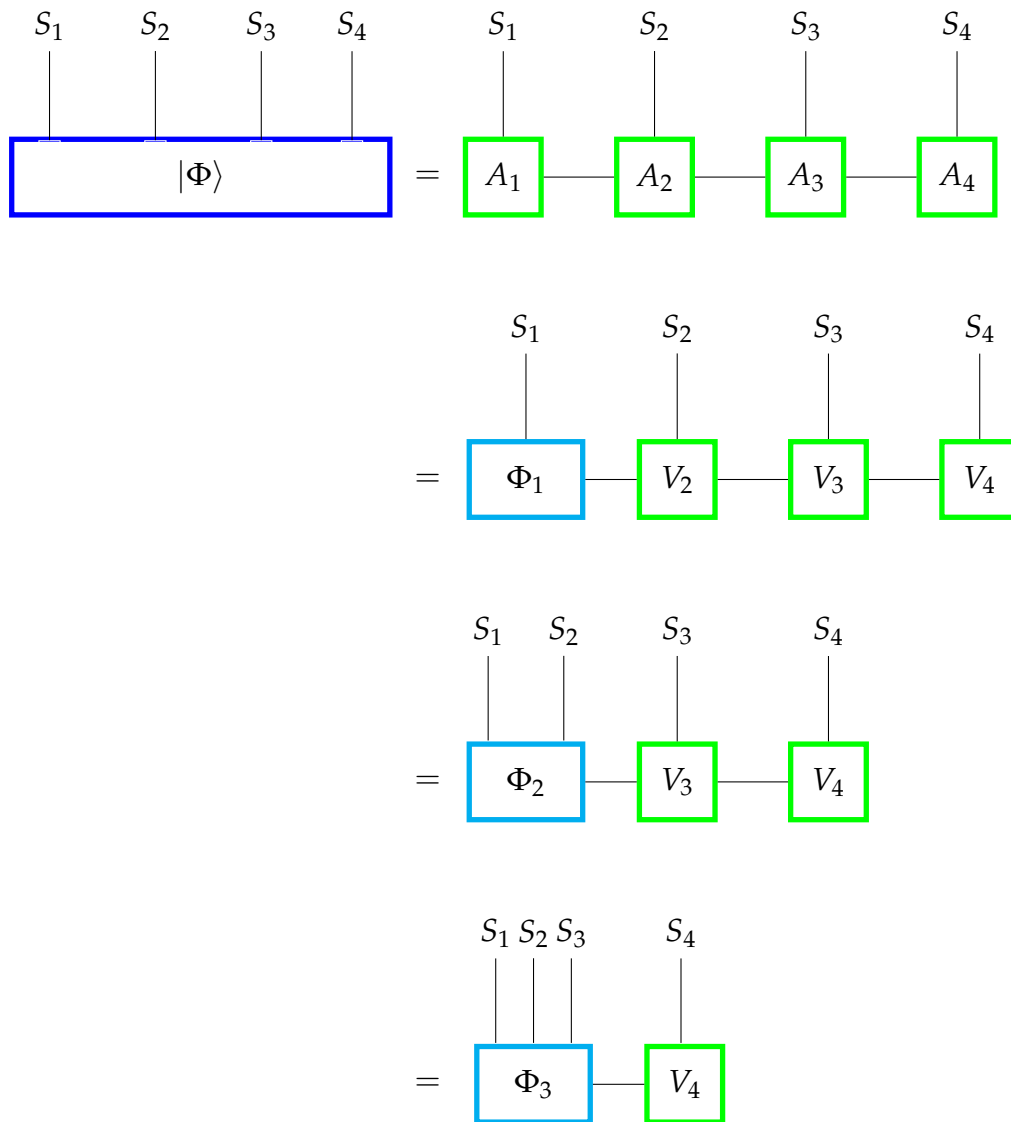 S₁ S₂ S₃ S₄ S₁ S₂ S₃ S₄
|Φ⟩ = A₁ A₂ A₃ A₄
S₁ S₂ S₃ S₄
= Φ₁ V₂ V₃ V₄
S₁ S₂ S₃ S₄
= Φ₂ V₃ V₄
S₁ S₂ S₃ S₄
= Φ₃ V₄